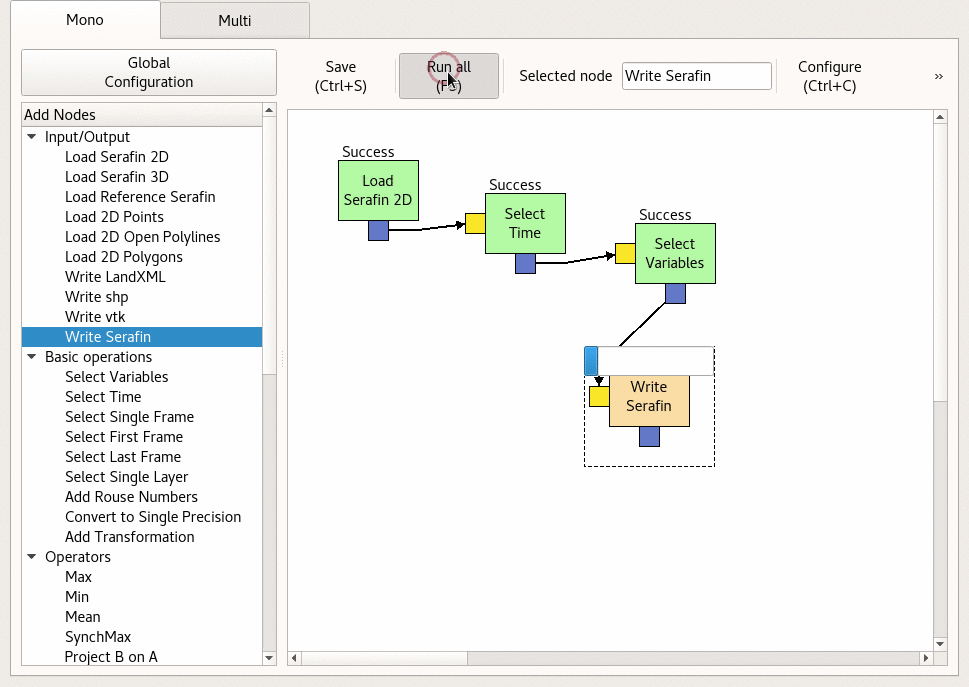 Mono
Multi
Global
Configuration
Save
(Ctrl+S)
Run all
Selected node
Write Serafin
Configure
(Ctrl+C)
»
Add Nodes
Input/Output
Load Serafin 2D
Load Serafin 3D
Load Reference Serafin
Load 2D Points
Load 2D Open Polylines
Load 2D Polygons
Write LandXML
Write shp
Write vtk
Write Serafin
Basic operations
Select Variables
Select Time
Select Single Frame
Select First Frame
Select Last Frame
Select Single Layer
Add Rouse Numbers
Convert to Single Precision
Add Transformation
Operators
Max
Min
Mean
SynchMax
Project B on A
Success
Load
Serafin 2D
Success
Select
Time
Success
Select
Variables
Write
Serafin